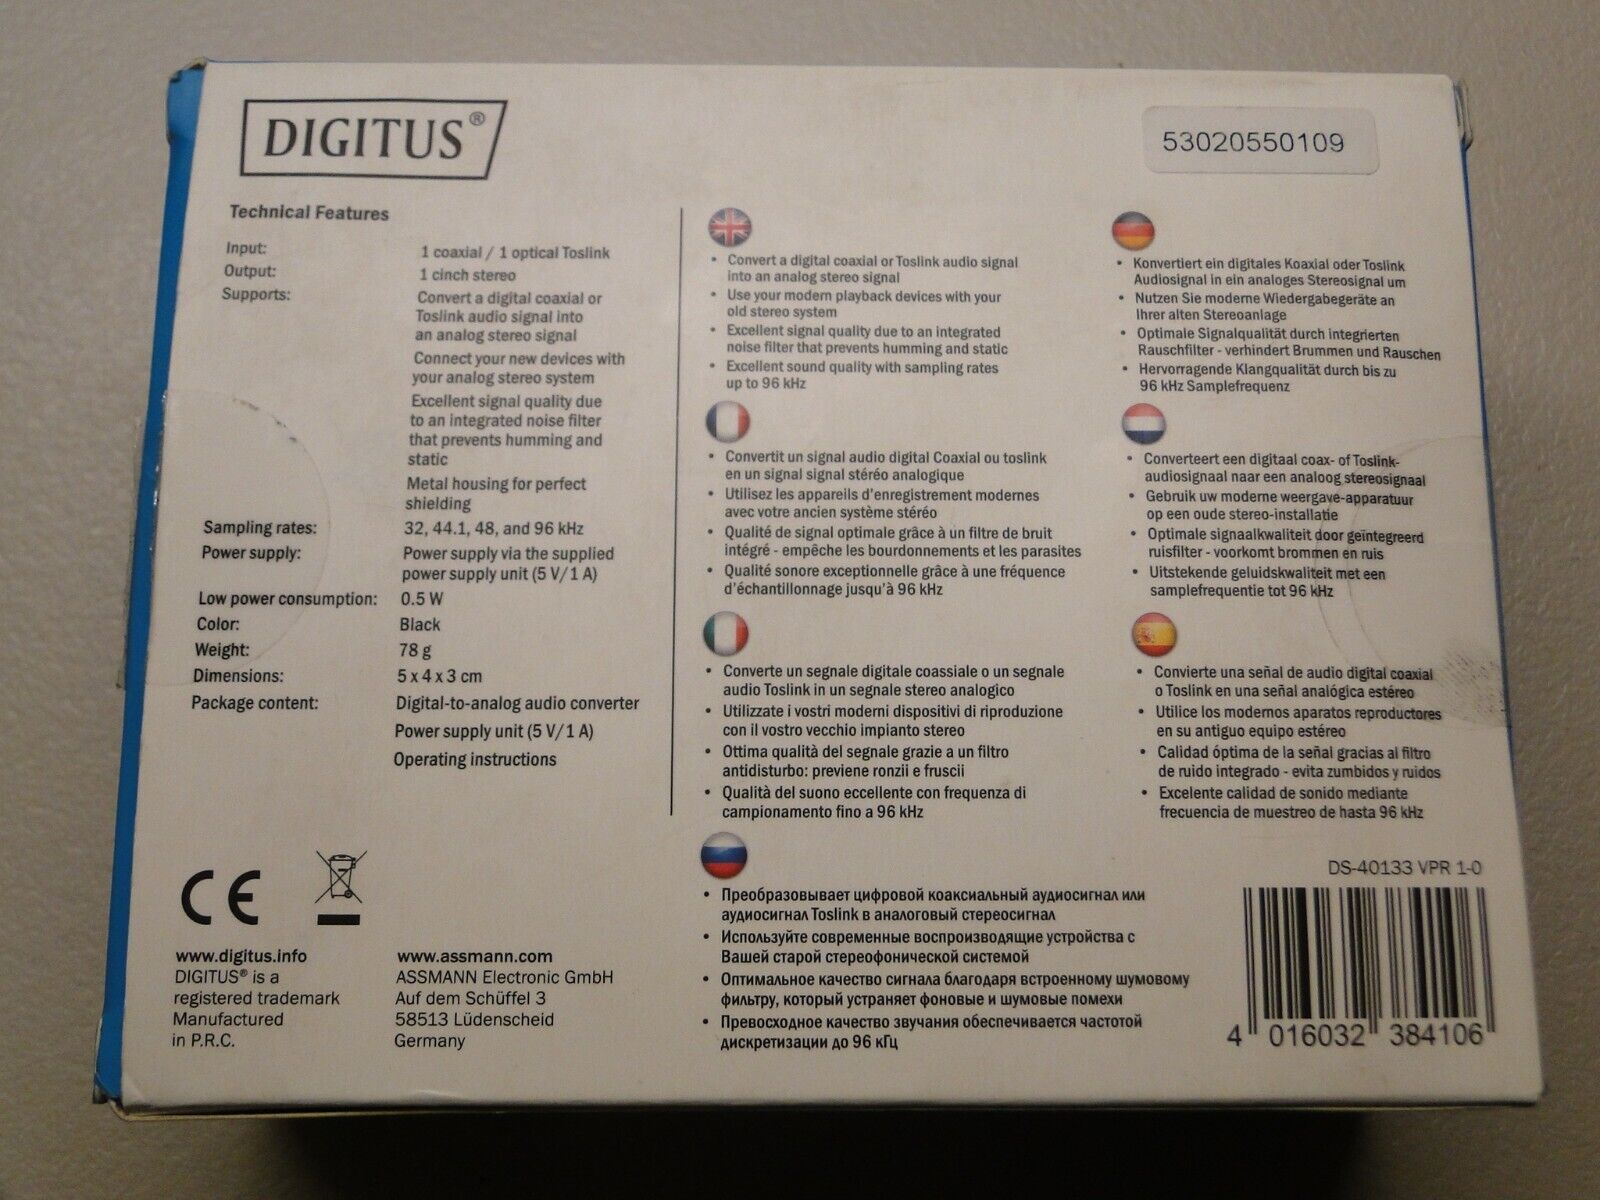 DIGITUS®
53020550109
Technical Features
Input: 1 coaxial / 1 optical Toslink
Output: 1 cinch stereo
Supports: Convert a digital coaxial or
Toslink audio signal into
an analog stereo signal
Connect your new devices with
your analog stereo system
Excellent signal quality due
to an integrated noise filter
that prevents humming and
static
Metal housing for perfect
shielding
Sampling rates: 32, 44.1, 48, and 96 kHz
Power supply: Power supply via the supplied
power supply unit (5 V/1 A)
Low power consumption: 0.5 W
Color: Black
Weight: 78 g
Dimensions: 5 x 4 x 3 cm
Package content: Digital-to-analog audio converter
Power supply unit (5 V/1 A)
Operating instructions
CE
www.digitus.info
DIGITUS® is a
registered trademark
Manufactured
in P.R.C.
www.assmann.com
ASSMANN Electronic GmbH
Auf dem Schüffel 3
58513 Lüdenscheid
Germany
• Convert a digital coaxial or Toslink audio signal
into an analog stereo signal
• Use your modern playback devices with your
old stereo system
• Excellent signal quality due to an integrated
noise filter that prevents humming and static
• Excellent sound quality with sampling rates
up to 96 kHz
• Convertit un signal audio digital Coaxial ou toslink
en un signal signal stéréo analogique
• Utilisez les appareils d'enregistrement modernes
avec votre ancien système stéréo
• Qualité de signal optimale grâce à un filtre de bruit
intégré - empêche les bourdonnements et les parasites
• Qualité sonore exceptionnelle grâce à une fréquence
d'échantillonnage jusqu'à 96 kHz
• Converte un segnale digitale coassiale o un segnale
audio Toslink in un segnale stereo analogico
• Utilizzate i vostri moderni dispositivi di riproduzione
con il vostro vecchio impianto stereo
• Ottima qualità del segnale grazie a un filtro
antidisturbo: previene ronzii e fruscii
• Qualità del suono eccellente con frequenza di
campionamento fino a 96 kHz
• Преобразовывает цифровой коаксиальный аудиосигнал или
аудиосигнал Toslink в аналоговый стереосигнал
• Используйте современные воспроизводящие устройства с
Вашей старой стереофонической системой
• Оптимальное качество сигнала благодаря встроенному шумовому
фильтру, который устраняет фоновые и шумовые помехи
• Превосходное качество звучания обеспечивается частотой
дискретизации до 96 кГц
• Konvertiert ein digitales Koaxial oder Toslink
Audiosignal in ein analoges Stereosignal um
• Nutzen Sie moderne Wiedergabegeräte an
Ihrer alten Stereoanlage
• Optimale Signalqualität durch integrierten
Rauschfilter - verhindert Brummen und Rauschen
• Hervorragende Klangqualität durch bis zu
96 kHz Samplefrequenz
• Converteert een digitaal coax- of Toslink-
audiosignaal naar een analoog stereosignaal
• Gebruik uw moderne weergave-apparatuur
op een oude stereo-installatie
• Optimale signaalkwaliteit door geïntegreerd
ruisfilter - voorkomt brommen en ruis
• Uitstekende geluidskwaliteit met een
samplefrequentie tot 96 kHz
• Convierte una señal de audio digital coaxial
o Toslink en una señal analógica estéreo
• Utilice los modernos aparatos reproductores
en su antiguo equipo estéreo
• Calidad óptima de la señal gracias al filtro
de ruido integrado - evita zumbidos y ruidos
• Excelente calidad de sonido mediante
frecuencia de muestreo de hasta 96 kHz
DS-40133 VPR 1-0
4 016032 384106